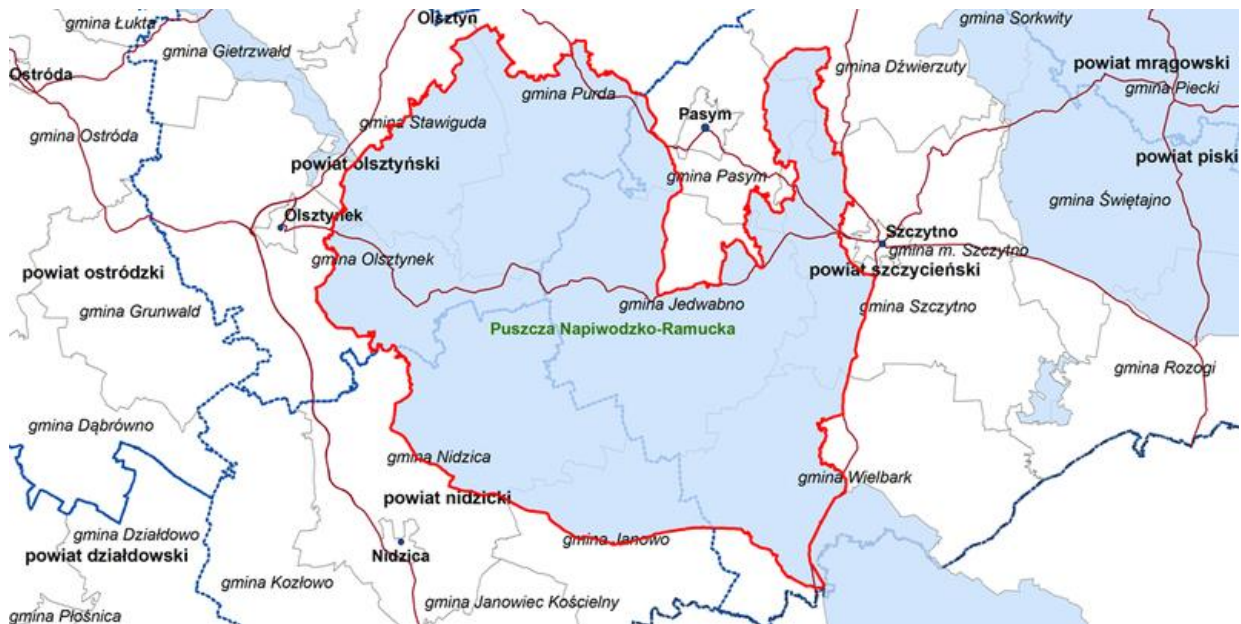 gmina Łukta
Olsztyn
gmina Sorkwity
gmina Gietrzwałd
gmina Dźwierzuty
powiat mrągowski
Ostróda
gmina Purda
gmina Piecki
gmina Stawiguda
Pasym
gmina Ostróda
powiat olsztyński
powiat piski
gmina Pasym
gmina Świętajno
Olsztynek
Szczytno
gmina m. Szczytno
gmina Olsztynek
powiat ostródzki
powiat szczycieński
gmina Grunwald
gmina Jedwabno
gmina Szczytno
Puszcza Napiwodzko-Ramucka
gmina Rozogi
gmina Dąbrówno
gmina Nidzica
gmina Wielbark
powiat nidzicki
gmina Działdowo
gmina Janowo
powiat działdowski
Nidzica
gmina Kozłowo
gmina Janowiec Kościelny
gmina Płośnica